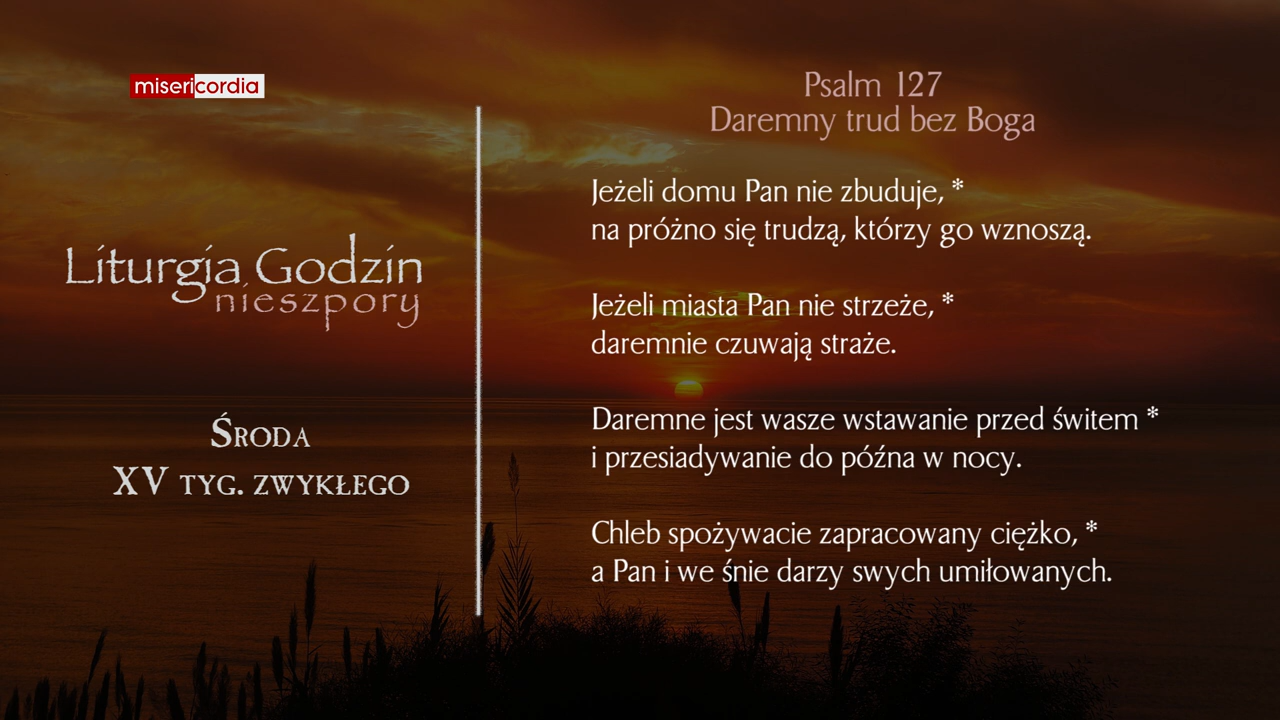 misericordia
Liturgia Godzin
nieszpory
Środa
XV tyg. zwykłego
Psalm 127
Daremny trud bez Boga
Jeżeli domu Pan nie zbuduje, *
na próżno się trudzą, którzy go wznoszą.
Jeżeli miasta Pan nie strzeże, *
daremnie czuwają straże.
Daremne jest wasze wstawanie przed świtem *
i przesiadywanie do późna w nocy.
Chleb spożywacie zapracowany ciężko, *
a Pan i we śnie darzy swych umiłowanych.